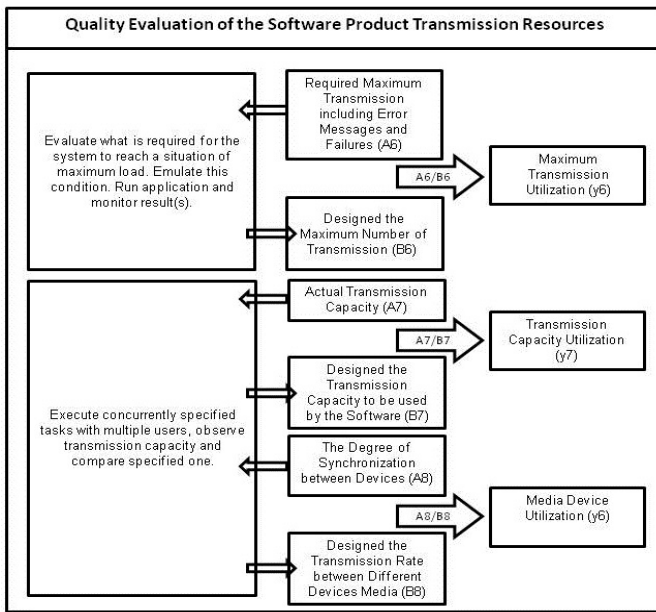 Quality Evaluation of the Software Product Transmission Resources
Evaluate what is required for the
system to reach a situation of
maximum load. Emulate this
condition. Run application and
monitor result(s).
Required Maximum
Transmission
including Error
Messages and
Failures (A6)
A6/B6
Maximum
Transmission
Utilization (y6)
Designed the
Maximum Number of
Transmission (B6)
Execute concurrently specified
tasks with multiple users, observe
transmission capacity and
compare specified one.
Actual Transmission
Capacity (A7)
A7/B7
Transmission
Capacity Utilization
(y7)
Designed the
Transmission
Capacity to be used
by the Software (B7)
The Degree of
Synchronization
between Devices (A8)
A8/B8
Media Device
Utilization (y6)
Designed the
Transmission Rate
between Different
Devices Media (B8)